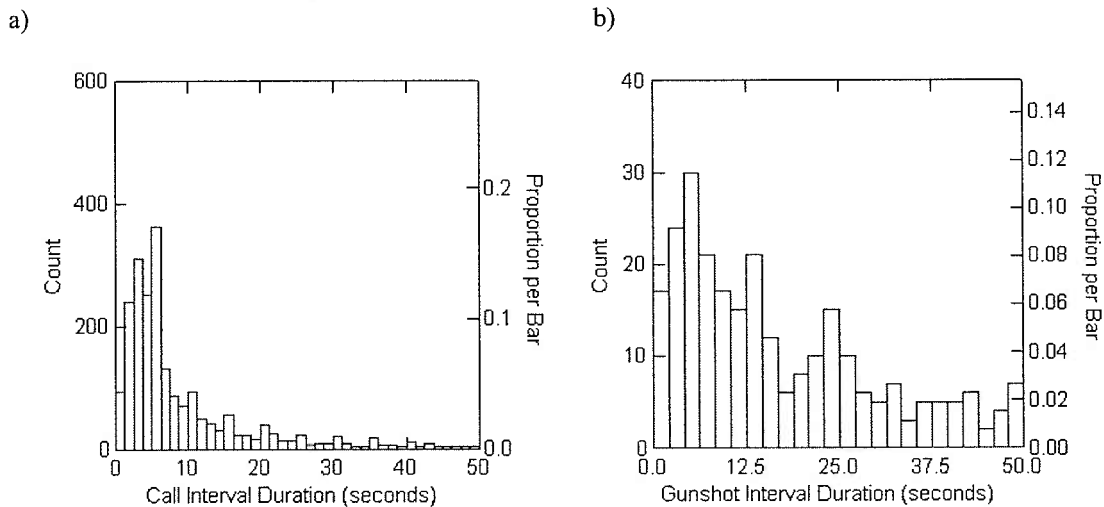 a)
b)
600
400
200
0
Count
0.2
0.1
0.0
Proportion per Bar
0 10 20 30 40 50
Call Interval Duration (seconds)
40
30
20
10
0
Count
0.14
0.12
0.10
0.08
0.06
0.04
0.02
0.00
Proportion per Bar
0.0 12.5 25.0 37.5 50.0
Gunshot Interval Duration (seconds)